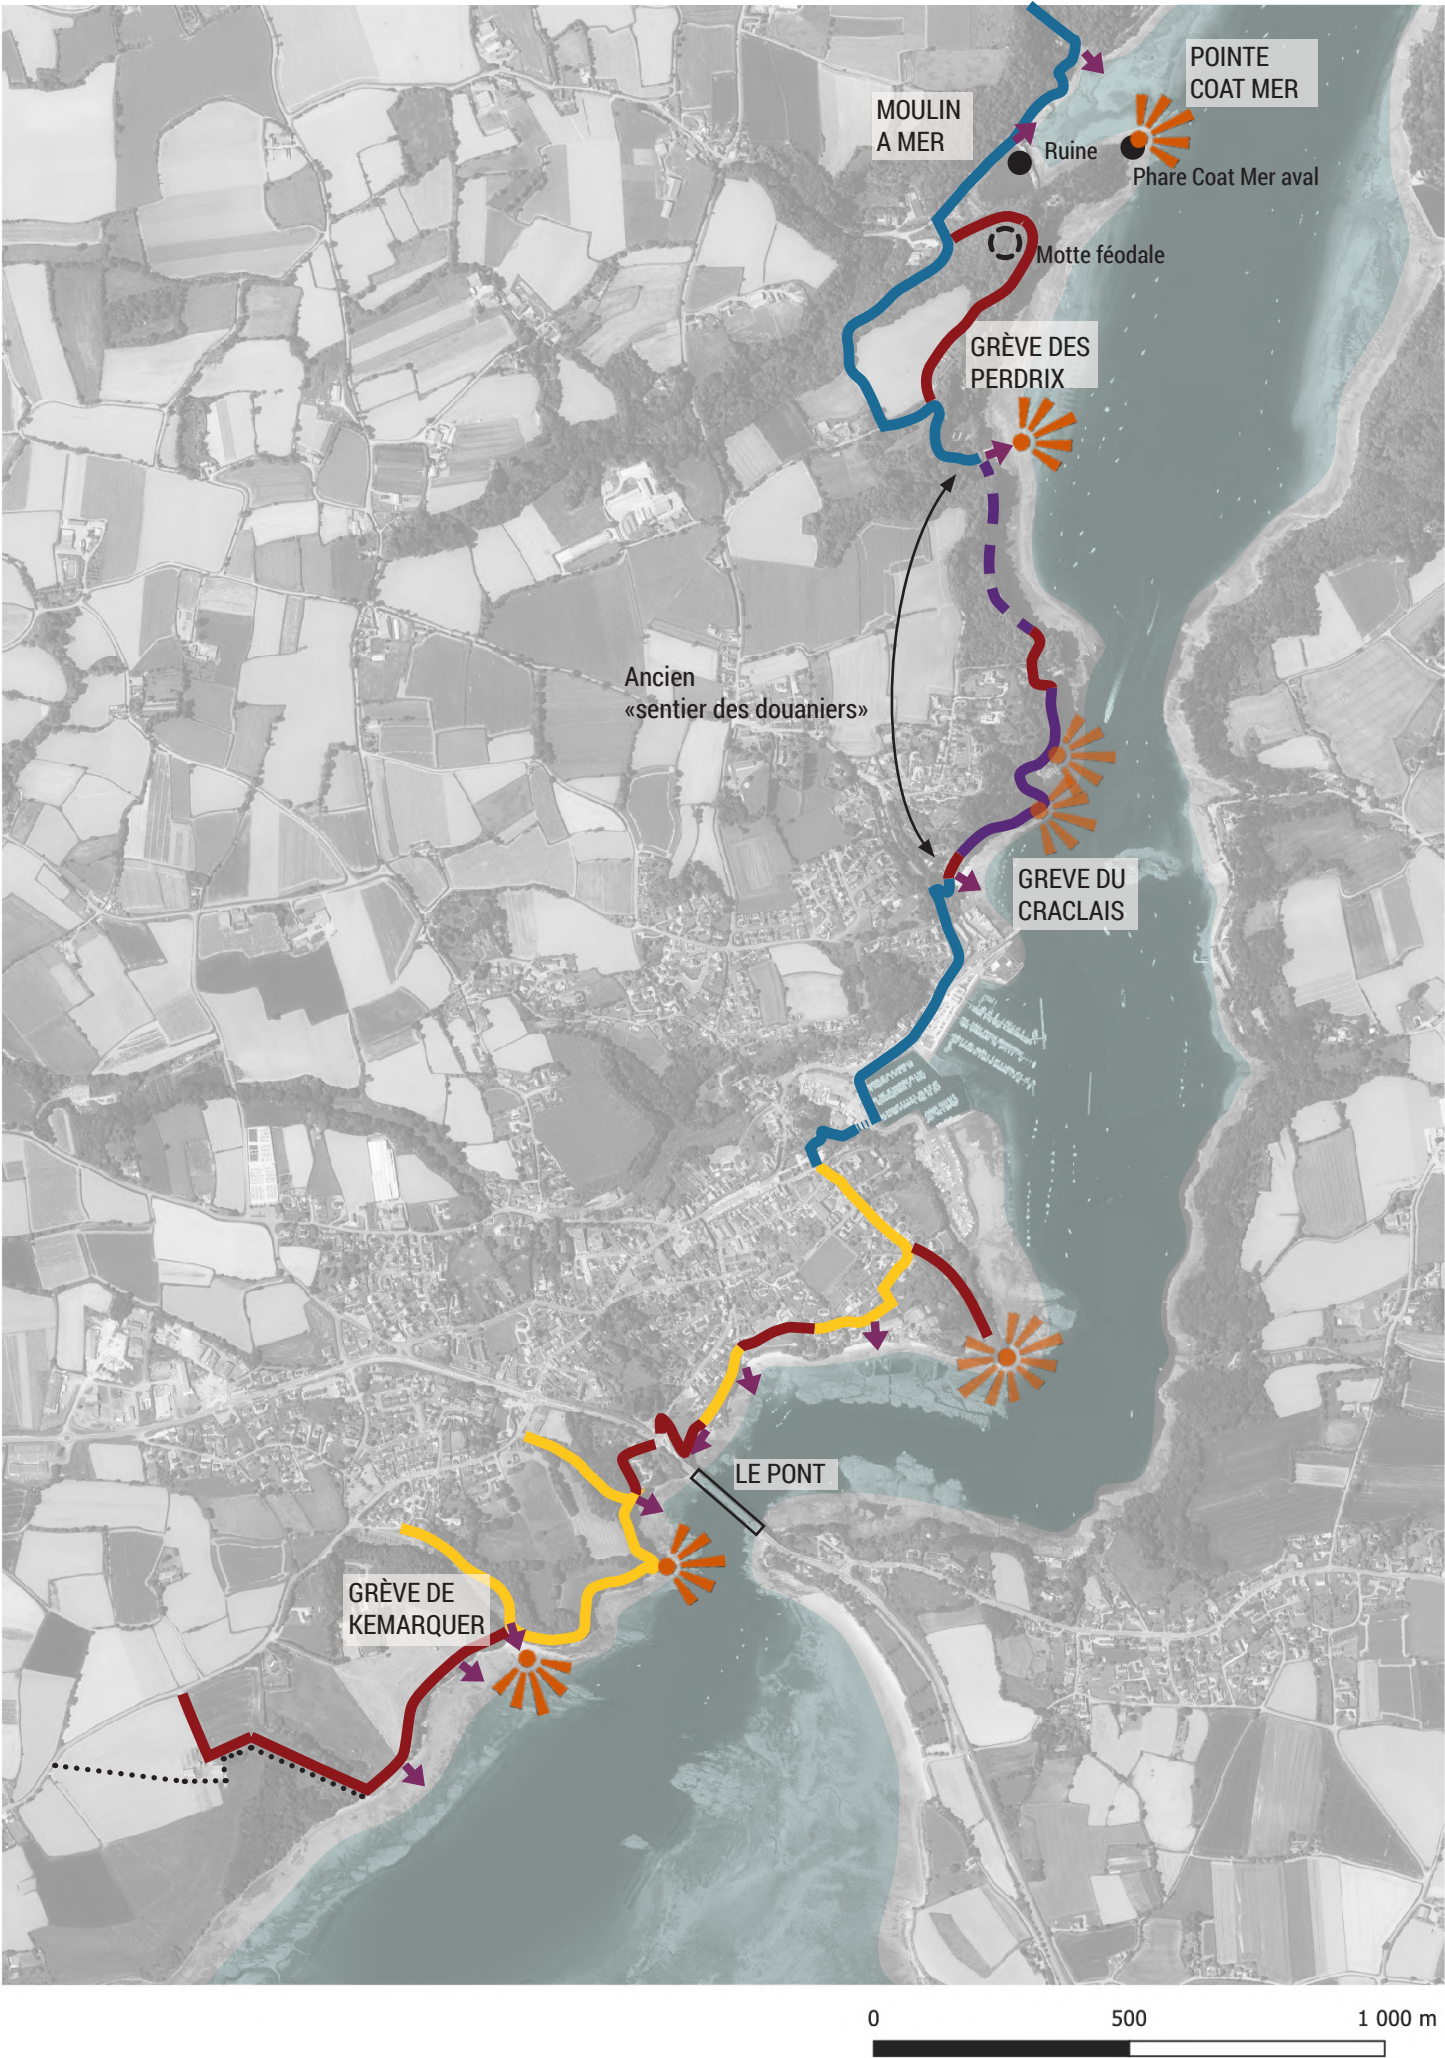 POINTE
COAT MER
MOULIN
A MER
Ruine
Phare Coat Mer aval
Motte féodale
GRÈVE DES
PERDRIX
Ancien
«sentier des douaniers»
GREVE DU
CRACLAIS
LE PONT
GRÈVE DE
KEMARQUER
0 500 1 000 m